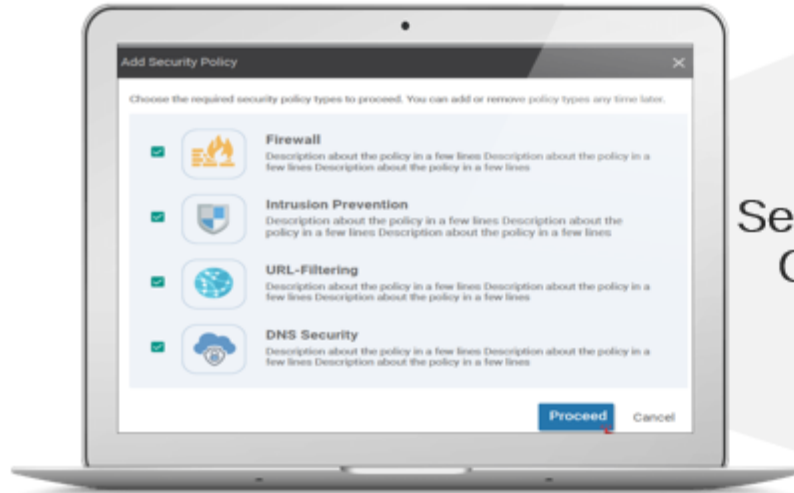 Add Security Policy
Choose the required security policy types to proceed. You can add or remove policy types any time later.
Firewall
Description about the policy in a few lines Description about the policy in a
few lines Description about the policy in a few lines
Intrusion Prevention
Description about the policy in a few lines Description about the
policy in a few lines Description about the policy in a few lines
URL-Filtering
Description about the policy in a few lines Description about the policy in a
few lines Description about the policy in a few lines
DNS Security
Description about the policy in a few lines Description about the policy in a
few lines Description about the policy in a few lines
Proceed Cancel
Se